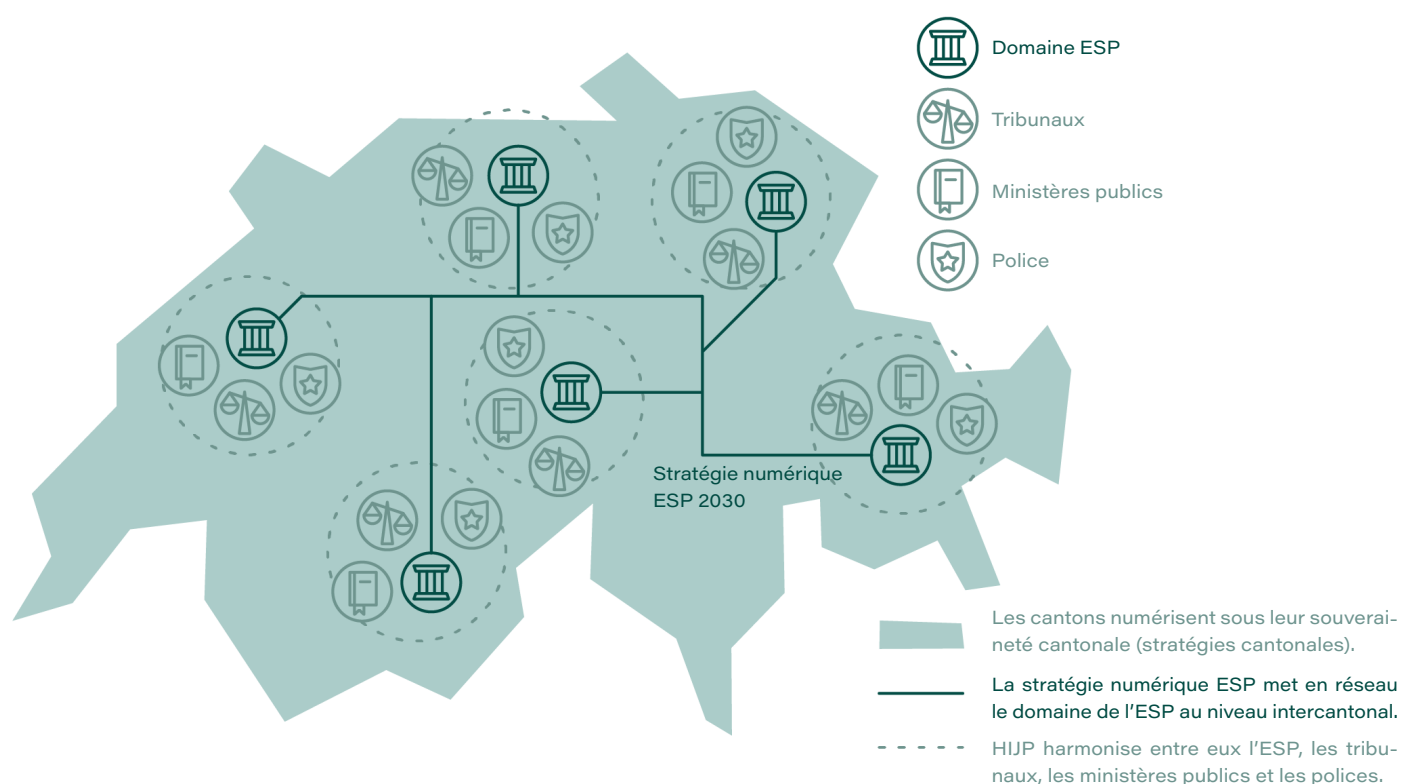 Domaine ESP
Tribunaux
Ministères publics
Police
Stratégie numérique
ESP 2030
Les cantons numérisent sous leur souverai-
neté cantonale (stratégies cantonales).
La stratégie numérique ESP met en réseau
le domaine de l’ESP au niveau intercantonal.
HIJP harmonise entre eux l’ESP, les tribu-
naux, les ministères publics et les polices.